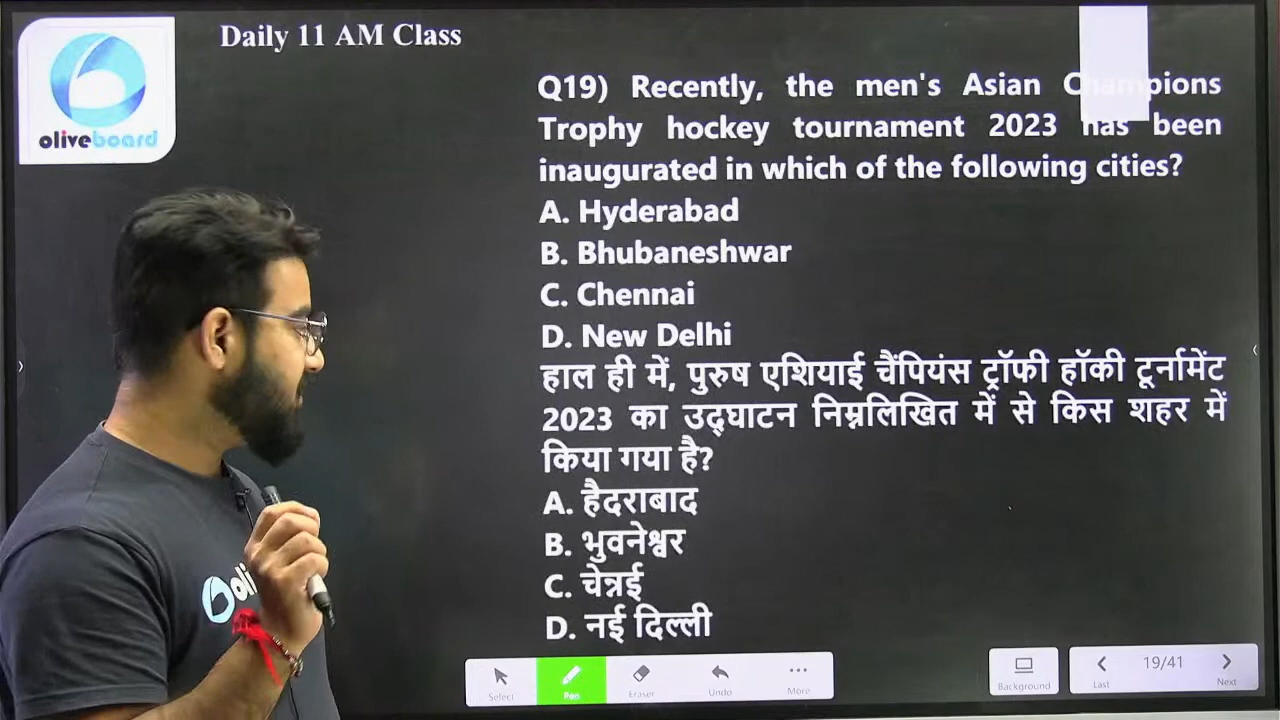 Daily 11 AM Class
oliveboard
Q19) Recently, the men's Asian Champions
Trophy hockey tournament 2023 has been
inaugurated in which of the following cities?
A. Hyderabad
B. Bhubaneshwar
C. Chennai
D. New Delhi
हाल ही में, पुरुष एशियाई चैंपियंस ट्रॉफी हॉकी टूर्नामेंट
2023 का उद्घाटन निम्नलिखित में से किस शहर में
किया गया है?
A. हैदराबाद
B. भुवनेश्वर
C. चेन्नई
D. नई दिल्ली
oli
Select
Pen
Eraser
Undo
More
Background
Last
19/41
Next